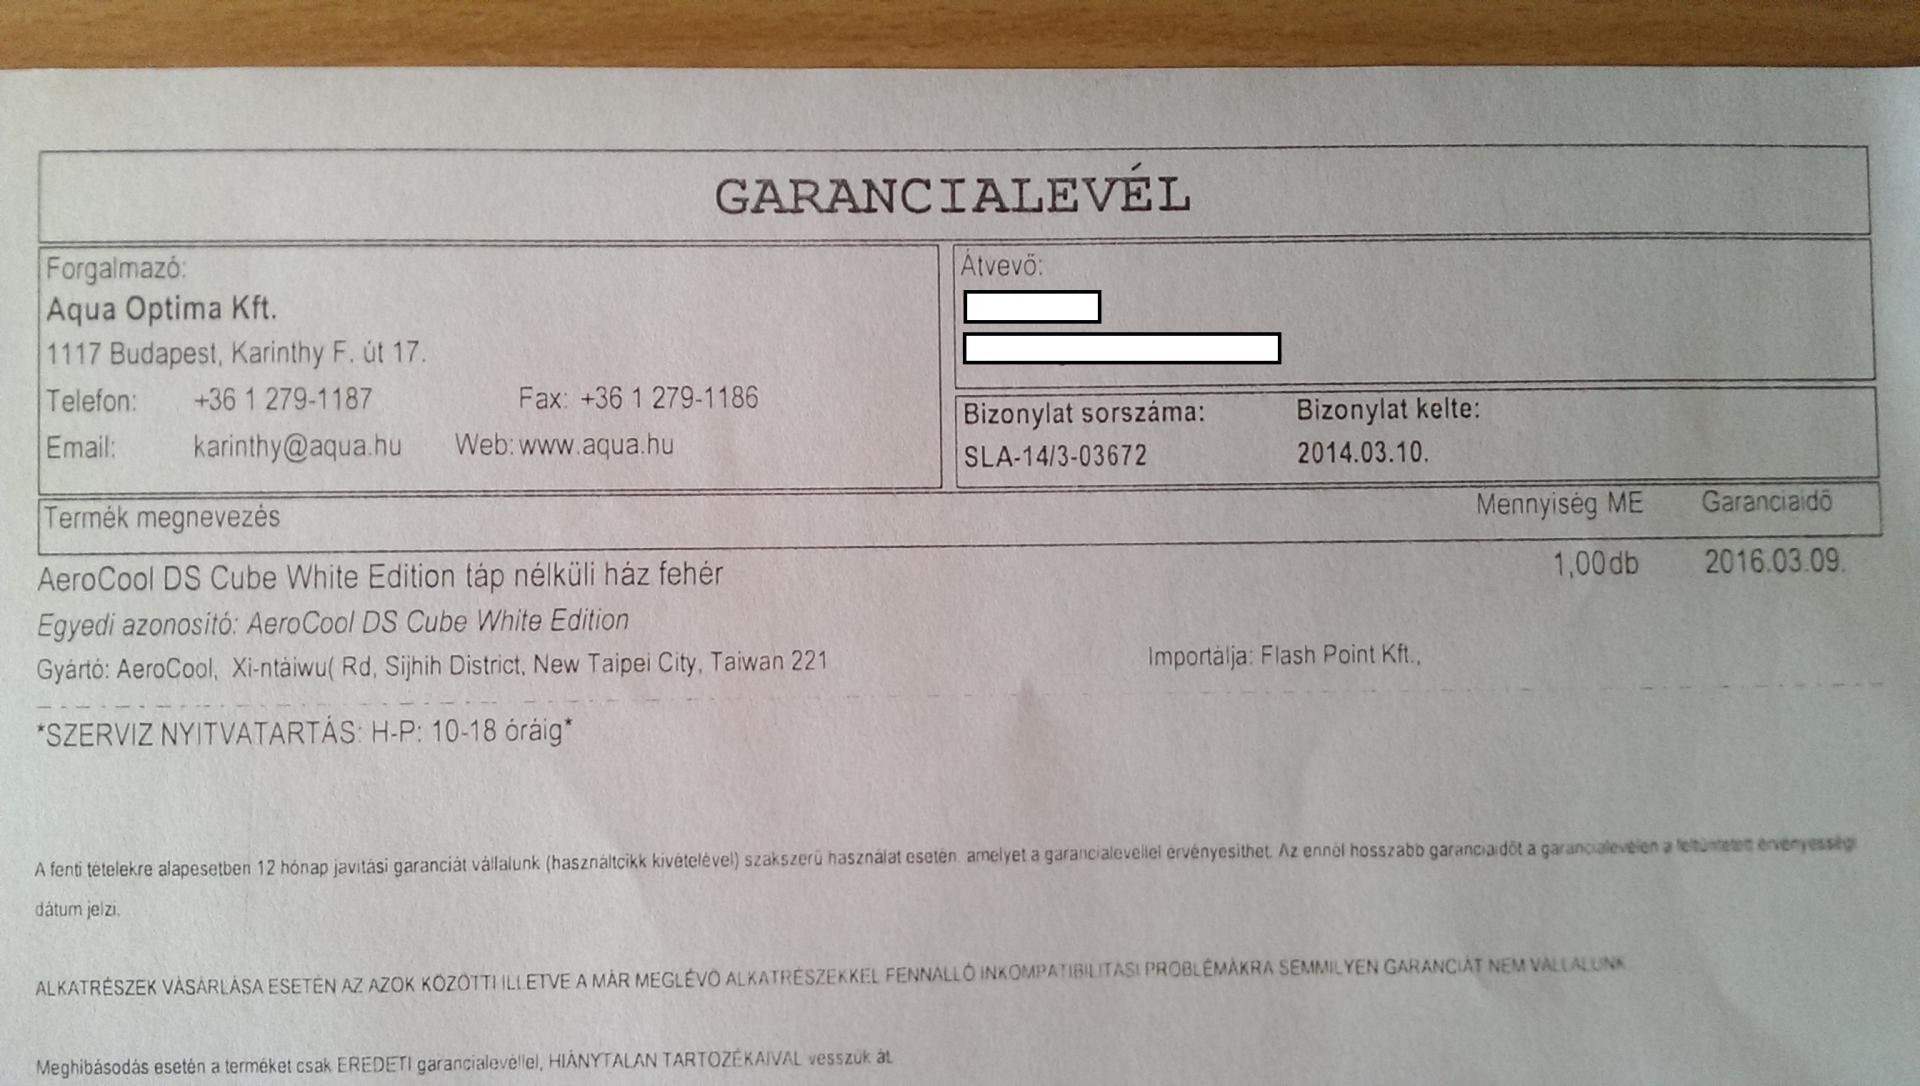 GARANCIALEVÉL
Forgalmazó:
Aqua Optima Kft.
1117 Budapest, Karinthy F. út 17.
Telefon: +36 1 279-1187 Fax: +36 1 279-1186
Email: karinthy@aqua.hu Web: www.aqua.hu
Átvevő:
Bizonylat sorszáma: Bizonylat kelte:
SLA-14/3-03672 2014.03.10.
Termék megnevezés Mennyiség ME Garanciaidő
AeroCool DS Cube White Edition táp nélküli ház fehér 1,00db 2016.03.09.
Egyedi azonosító: AeroCool DS Cube White Edition
Gyártó: AeroCool, Xi-ntáiwu( Rd, Sijhih District, New Taipei City, Taiwan 221 Importálja: Flash Point Kft.,
*SZERVIZ NYITVATARTÁS: H-P: 10-18 óráig*
A fenti tételekre alapesetben 12 hónap javítási garanciát vállalunk (használtcikk kivételével) szakszerű használat esetén, amelyet a garancialevéllel érvényesíthet. Az ennél hosszabb garanciaidőt a garancialevélen a feltüntetett érvényességi
dátum jelzi.
ALKATRÉSZEK VÁSÁRLÁSA ESETÉN AZ AZOK KÖZÖTTI ILLETVE A MÁR MEGLÉVŐ ALKATRÉSZEKKEL FENNÁLLÓ INKOMPATIBILITÁSI PROBLÉMÁKRA SEMMILYEN GARANCIÁT NEM VÁLLALUNK
Meghibásodás esetén a terméket csak EREDETI garancialevéllel, HIÁNYTALAN TARTOZÉKAIVAL vesszük át.